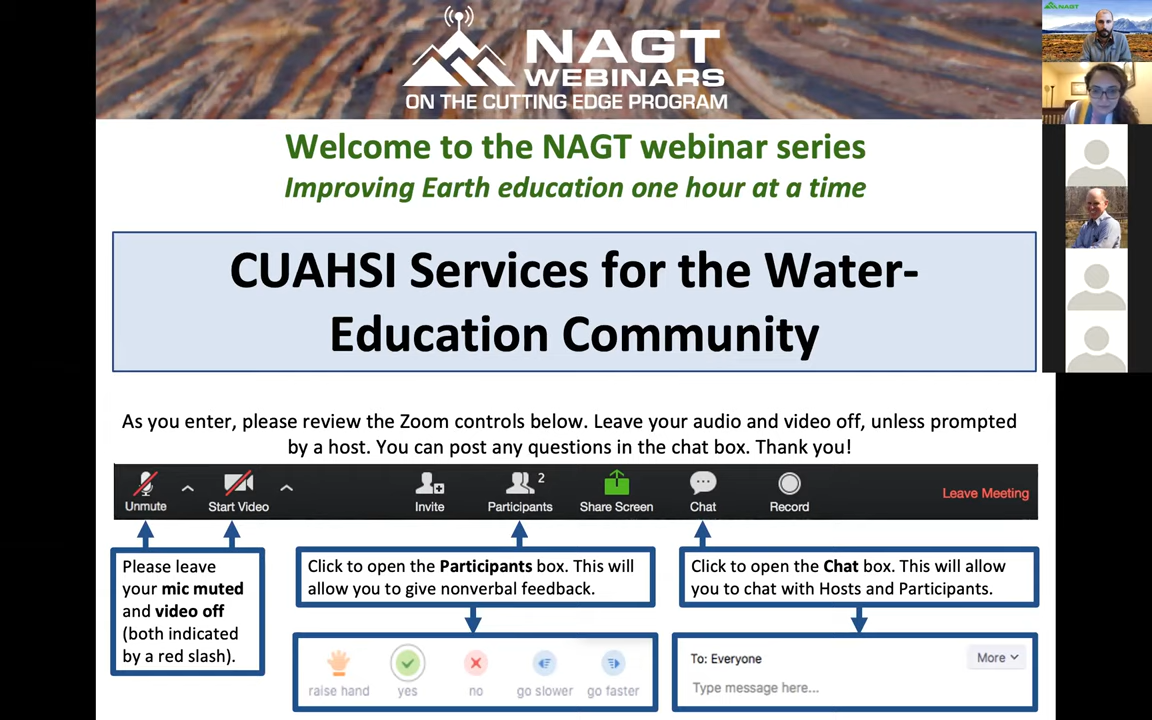 NAGT
WEBINARS
ON THE CUTTING EDGE PROGRAM
NAGT
Welcome to the NAGT webinar series
Improving Earth education one hour at a time
CUAHSI Services for the Water-
Education Community
As you enter, please review the Zoom controls below. Leave your audio and video off, unless prompted
by a host. You can post any questions in the chat box. Thank you!
2
Unmute Start Video Invite Participants Share Screen Chat Record Leave Meeting
Please leave
your mic muted
and video off
(both indicated
by a red slash).
Click to open the Participants box. This will
allow you to give nonverbal feedback.
Click to open the Chat box. This will allow
you to chat with Hosts and Participants.
raise hand yes no go slower go faster
To: Everyone More
Type message here...